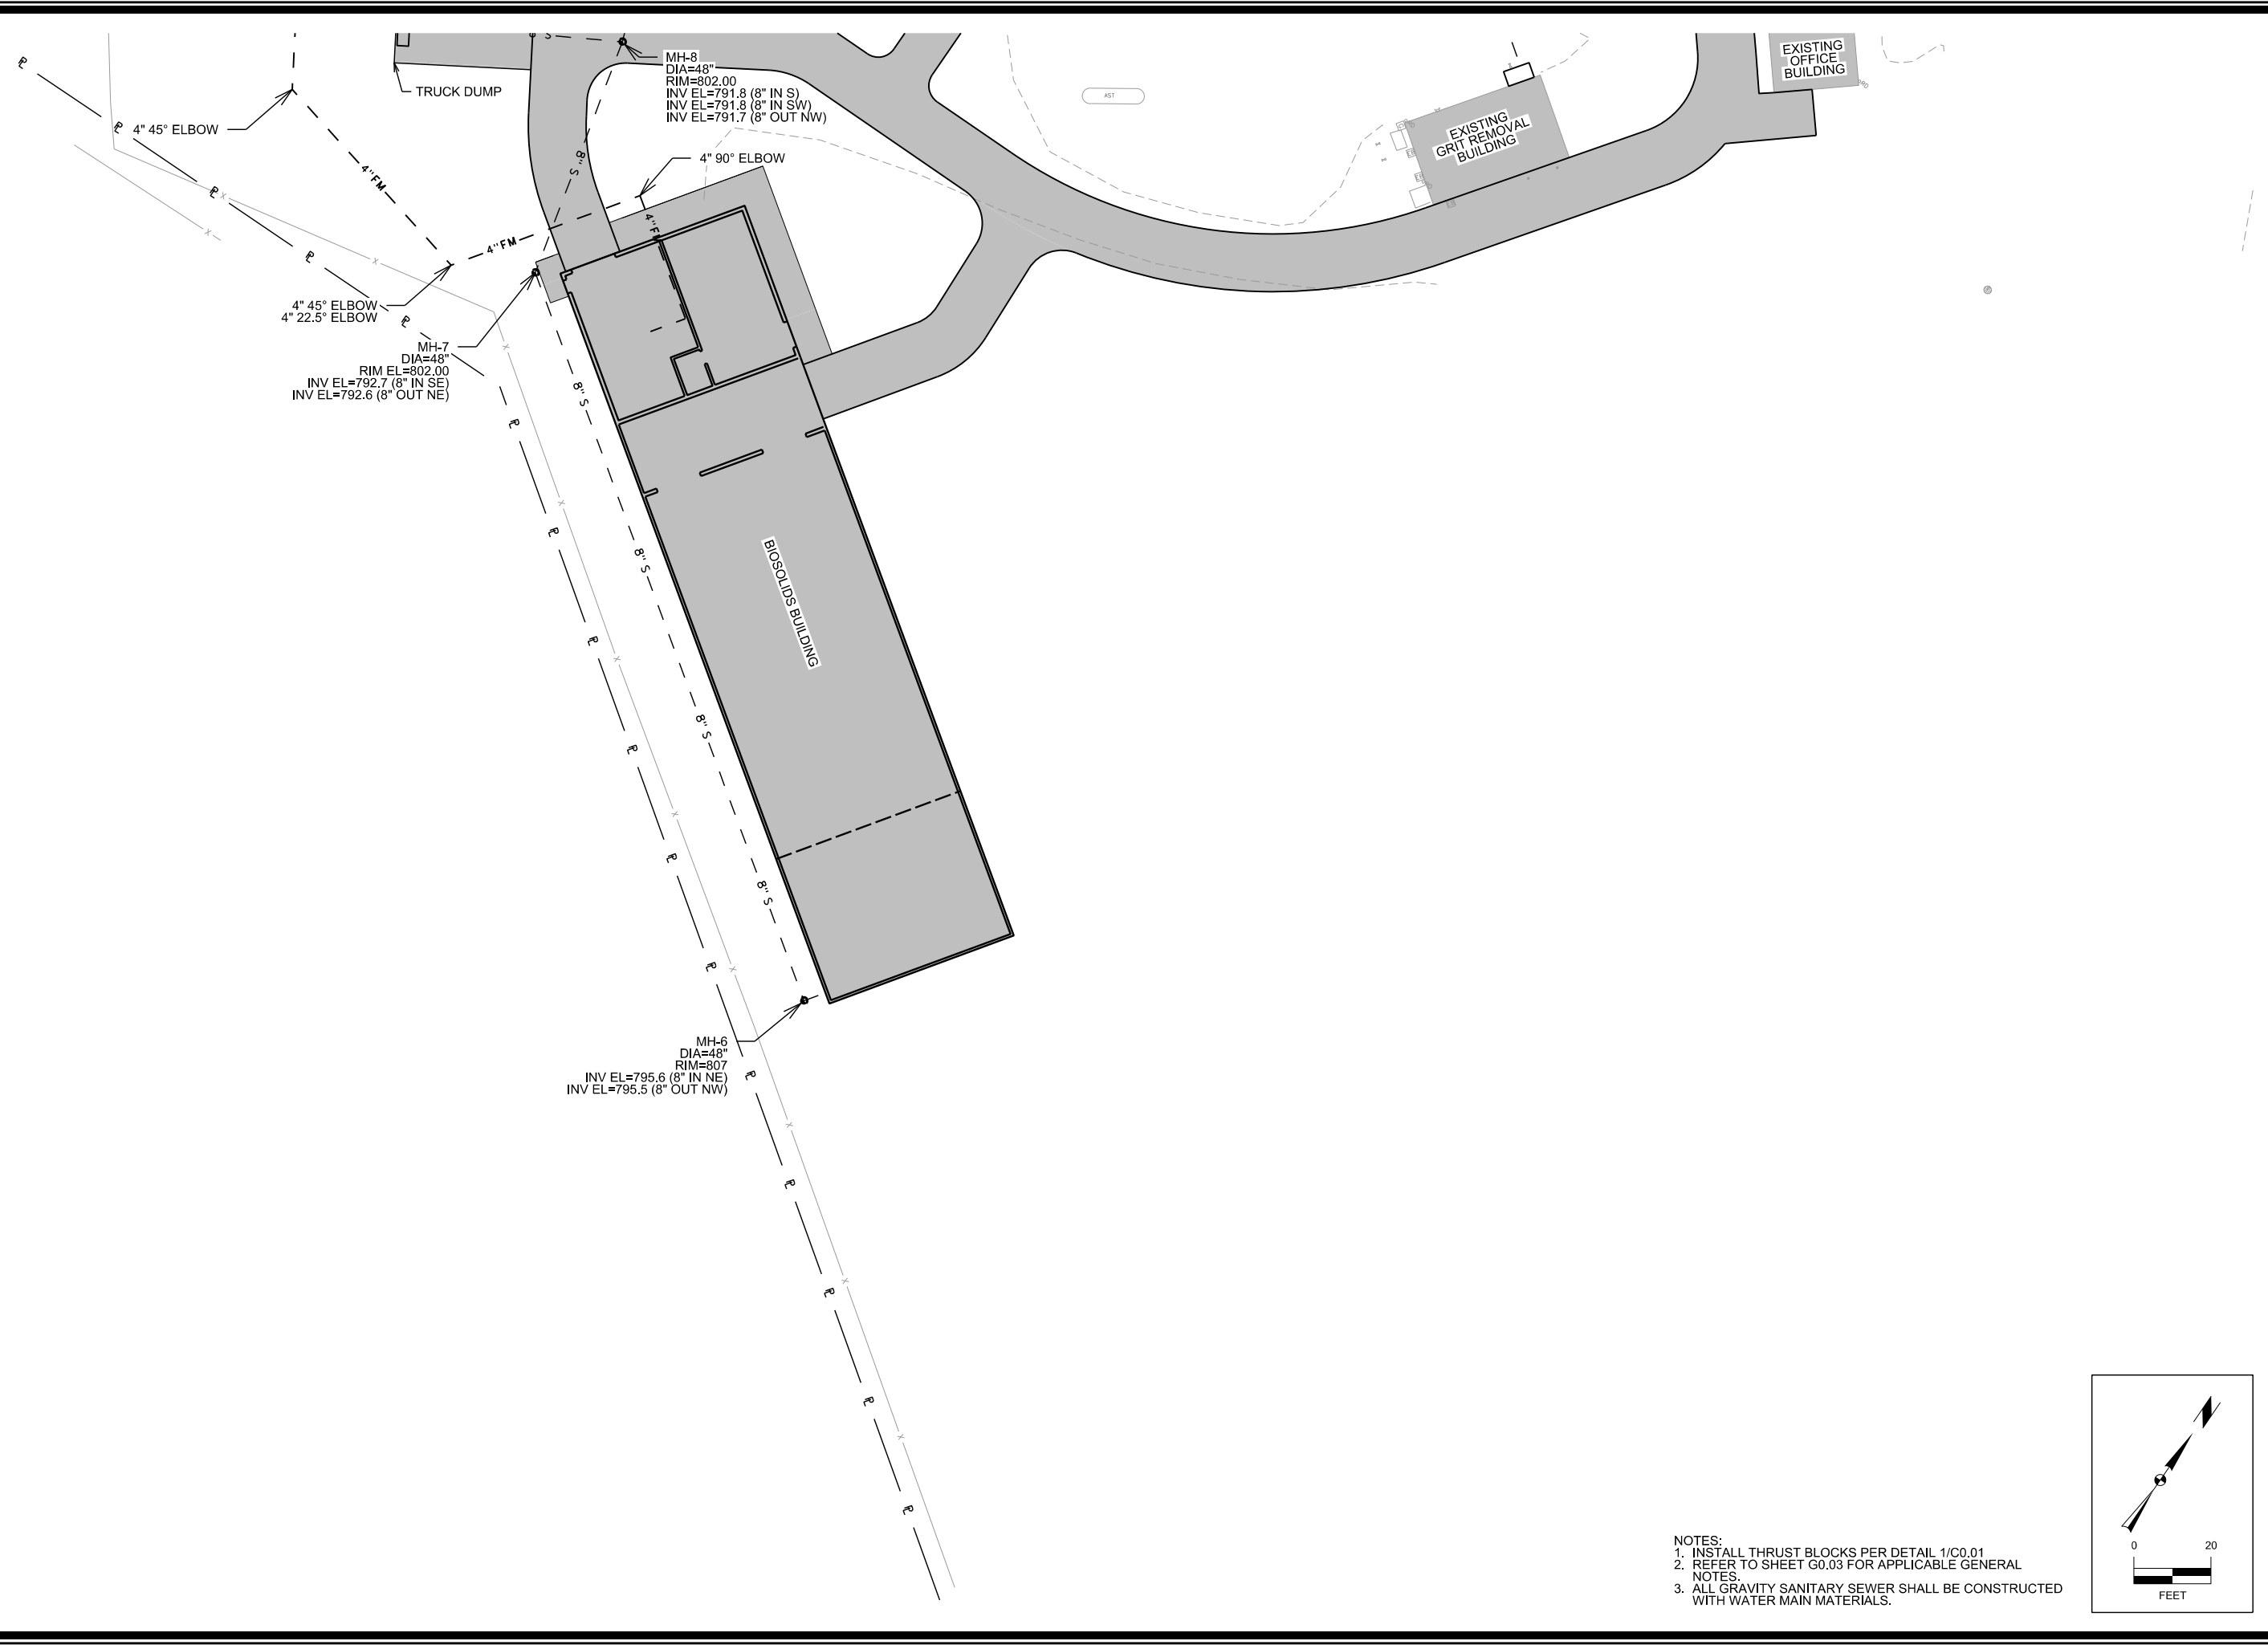 MH-8
DIA=48"
RIM=802.00
INV EL=791.8 (8" IN S)
INV EL=791.8 (8" IN SW)
INV EL=791.7 (8" OUT NW)
EXISTING
OFFICE
BUILDING
TRUCK DUMP
AST
4" 45° ELBOW
EXISTING
GRIT REMOVAL
BUILDING
4" 90° ELBOW
8" S
4"FM
4"FM
4"F
4" 45° ELBOW
4" 22.5° ELBOW
MH-7
DIA=48"
RIM EL=802.00
INV EL=792.7 (8" IN SE)
INV EL=792.6 (8" OUT NE)
8" S
8" S
BIOSOLIDS BUILDING
8" S
8" S
MH-6
DIA=48"
RIM=807
INV EL=795.6 (8" IN NE)
INV EL=795.5 (8" OUT NW)
NOTES:
1. INSTALL THRUST BLOCKS PER DETAIL 1/C0.01
2. REFER TO SHEET G0.03 FOR APPLICABLE GENERAL
NOTES.
3. ALL GRAVITY SANITARY SEWER SHALL BE CONSTRUCTED
WITH WATER MAIN MATERIALS.
N
0 20
FEET